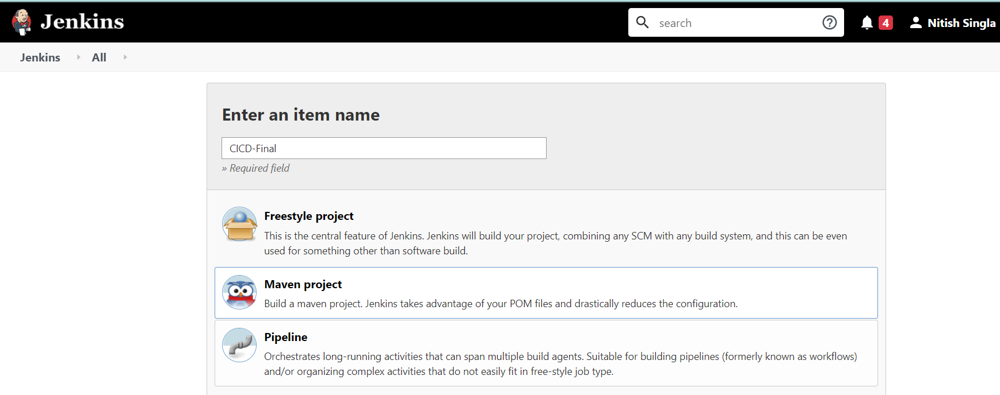 Jenkins
search
4
Nitish Singla
Jenkins
All
Enter an item name
CICD-Final
» Required field
Freestyle project
This is the central feature of Jenkins. Jenkins will build your project, combining any SCM with any build system, and this can be even
used for something other than software build.
Maven project
Build a maven project. Jenkins takes advantage of your POM files and drastically reduces the configuration.
Pipeline
Orchestrates long-running activities that can span multiple build agents. Suitable for building pipelines (formerly known as workflows)
and/or organizing complex activities that do not easily fit in free-style job type.